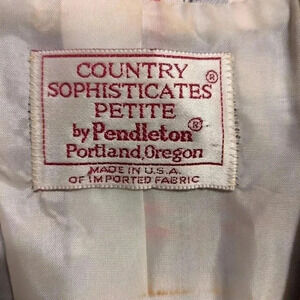 COUNTRY ®
SOPHISTICATES®
PETITE
by Pendleton®
Portland, Oregon
MADE IN U.S.A.
OF IMPORTED FABRIC